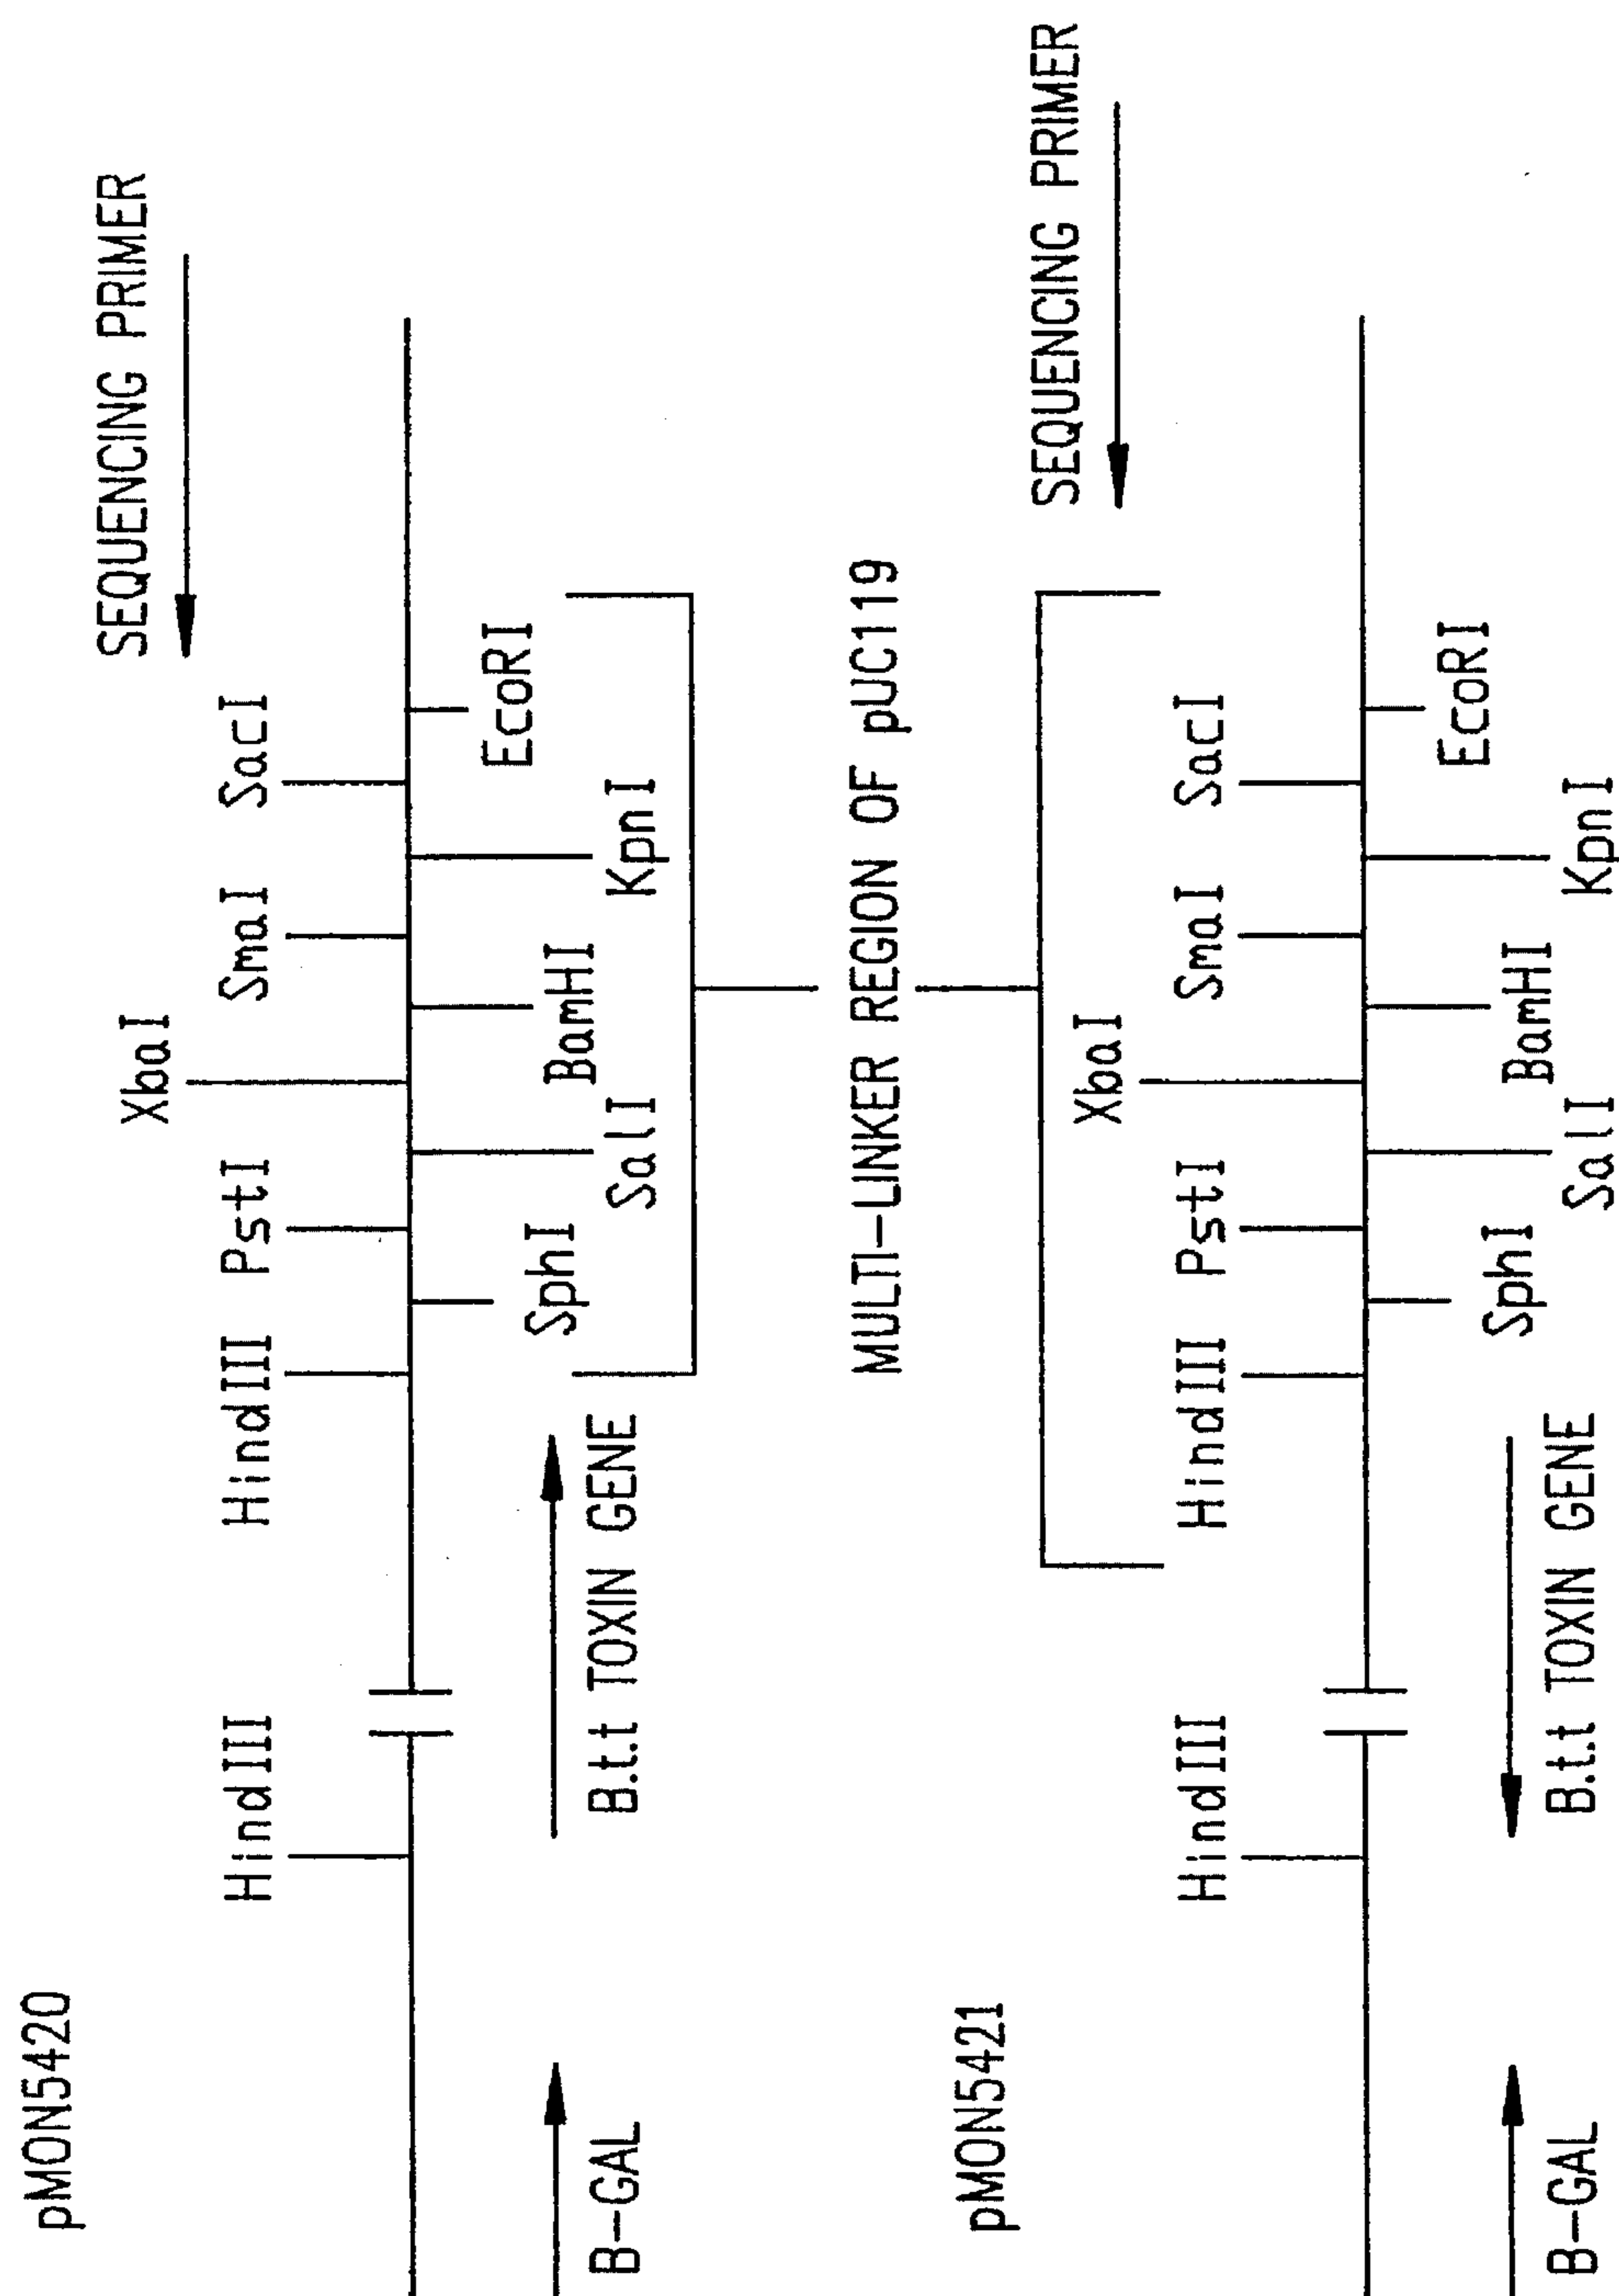 pMON5420
SEQUENCING PRIMER
XbaI
HindIII
HindIII
PstI
SmaI
SacI
SphI
SalI
BamHI
KpnI
EcoRI
B-GAL
B.t.t TOXIN GENE
MULTI-LINKER REGION OF pUC119
pMON5421
SEQUENCING PRIMER
XbaI
HindIII
HindIII
PstI
SmaI
SacI
SphI
SalI
BamHI
KpnI
EcoRI
B-GAL
B.t.t TOXIN GENE